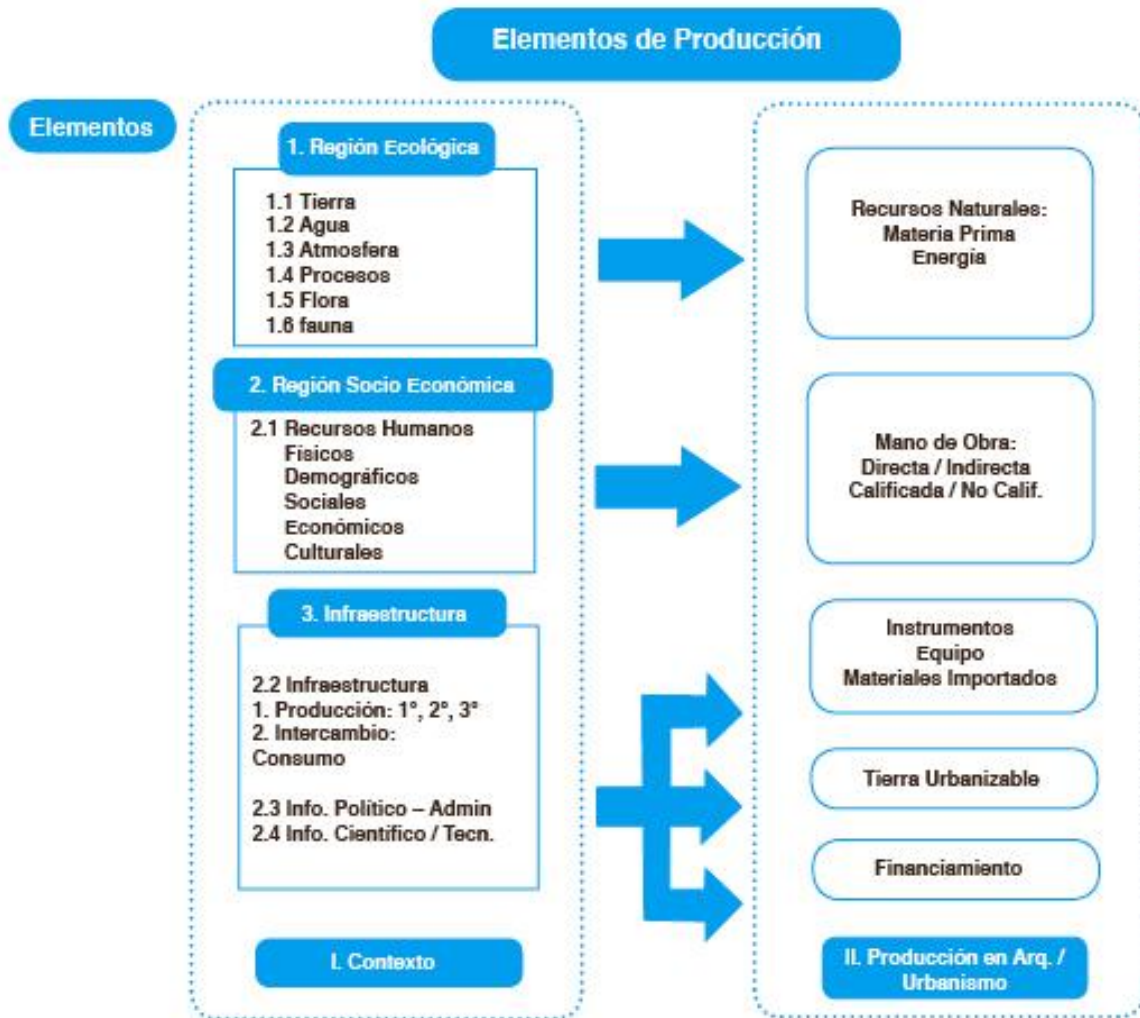 Elementos de Producción
Elementos
1. Región Ecológica
1.1 Tierra
1.2 Agua
1.3 Atmosfera
1.4 Procesos
1.5 Flora
1.6 fauna
2. Región Socio Económica
2.1 Recursos Humanos
Físicos
Demográficos
Sociales
Económicos
Culturales
3. Infraestructura
2.2 Infraestructura
1. Producción: 1°, 2°, 3°
2. Intercambio:
Consumo
2.3 Info. Político – Admin
2.4 Info. Científico / Tecn.
I. Contexto
Recursos Naturales:
Materia Prima
Energía
Mano de Obra:
Directa / Indirecta
Calificada / No Calif.
Instrumentos
Equipo
Materiales Importados
Tierra Urbanizable
Financiamiento
II. Producción en Arq. /
Urbanismo